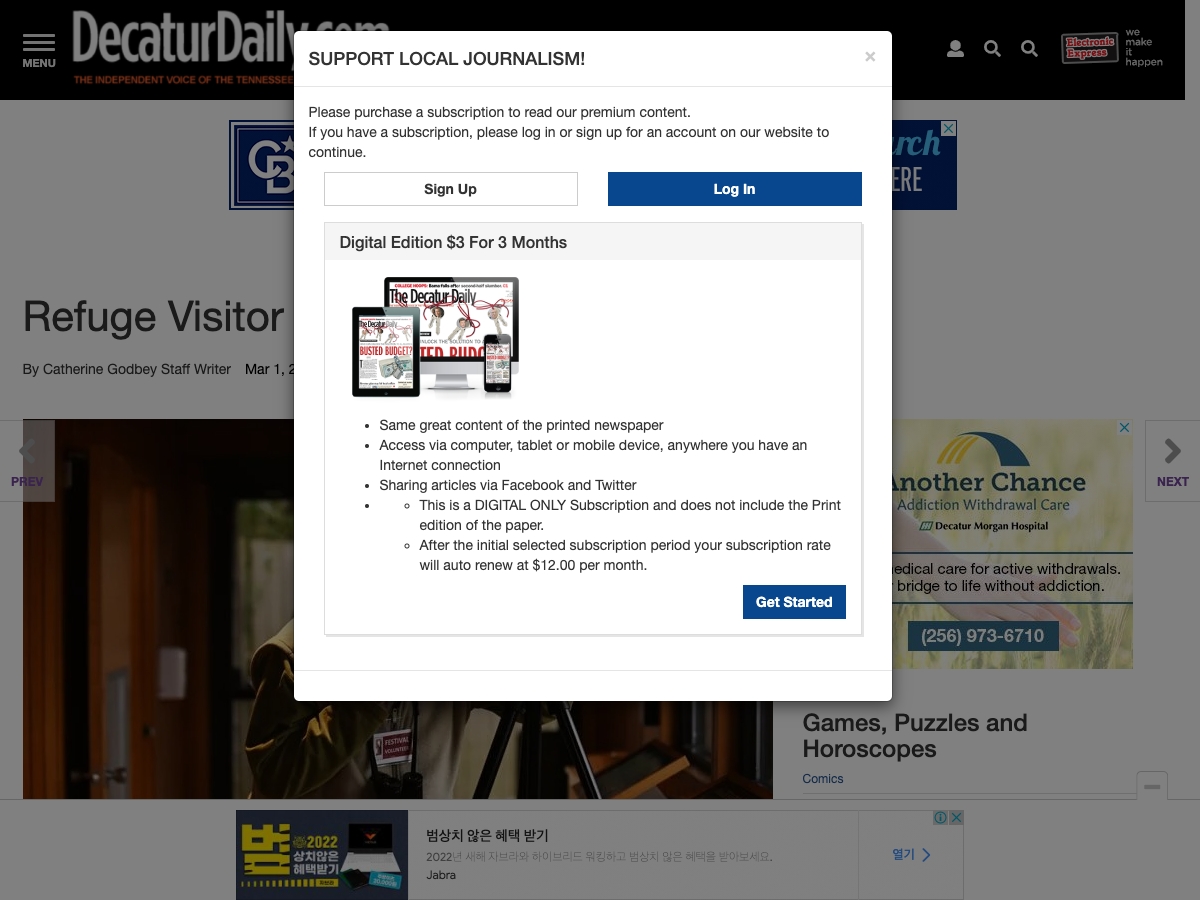 MENU
DecaturDaily.com
THE INDEPENDENT VOICE OF THE TENNESSEE
Electronic
Express
we
make
it
happen
SUPPORT LOCAL JOURNALISM!
×
Please purchase a subscription to read our premium content.
If you have a subscription, please log in or sign up for an account on our website to
continue.
Sign Up
Log In
CB
rch
ERE
Digital Edition $3 For 3 Months
The Decatur Daily
BUSTED BUDGET?
Refuge Visitor
By Catherine Godbey Staff Writer Mar 1, 2
• Same great content of the printed newspaper
• Access via computer, tablet or mobile device, anywhere you have an
Internet connection
• Sharing articles via Facebook and Twitter
• ◦ This is a DIGITAL ONLY Subscription and does not include the Print
edition of the paper.
◦ After the initial selected subscription period your subscription rate
will auto renew at $12.00 per month.
Get Started
PREV
NEXT
Another Chance
Addiction Withdrawal Care
Decatur Morgan Hospital
edical care for active withdrawals.
bridge to life without addiction.
(256) 973-6710
FESTIVAL
VOLUNTEER
Games, Puzzles and
Horoscopes
Comics
범
2022
상치않은
혜택받기
범상치 않은 혜택 받기
2022년 새해 자브라와 하이브리드 워킹하고 범상치 않은 혜택을 받아보세요.
Jabra
열기